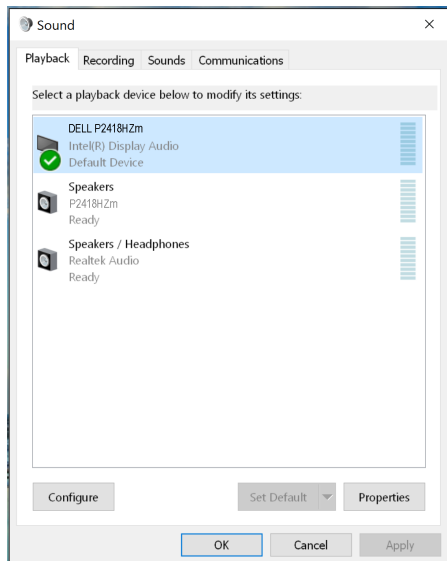 Sound
Playback
Recording
Sounds
Communications
Select a playback device below to modify its settings:
DELL P2418HZm
Intel(R) Display Audio
Default Device
Speakers
P2418HZm
Ready
Speakers / Headphones
Realtek Audio
Ready
Configure
Set Default
Properties
OK
Cancel
Apply